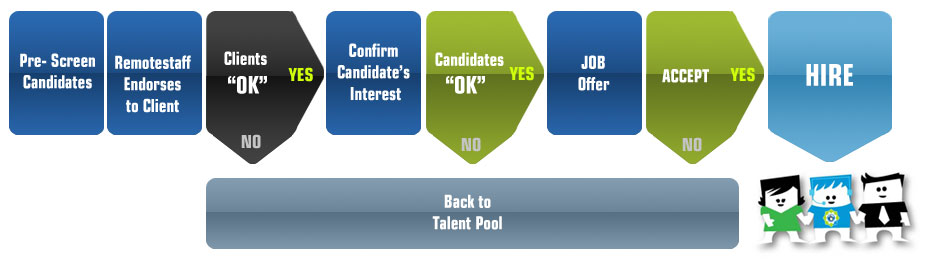 Pre- Screen
Candidates
Remotestaff
Endorses
to Client
Clients
“OK”
YES
NO
Confirm
Candidate's
Interest
Candidates
“OK”
YES
NO
JOB
Offer
ACCEPT
YES
NO
HIRE
Back to
Talent Pool